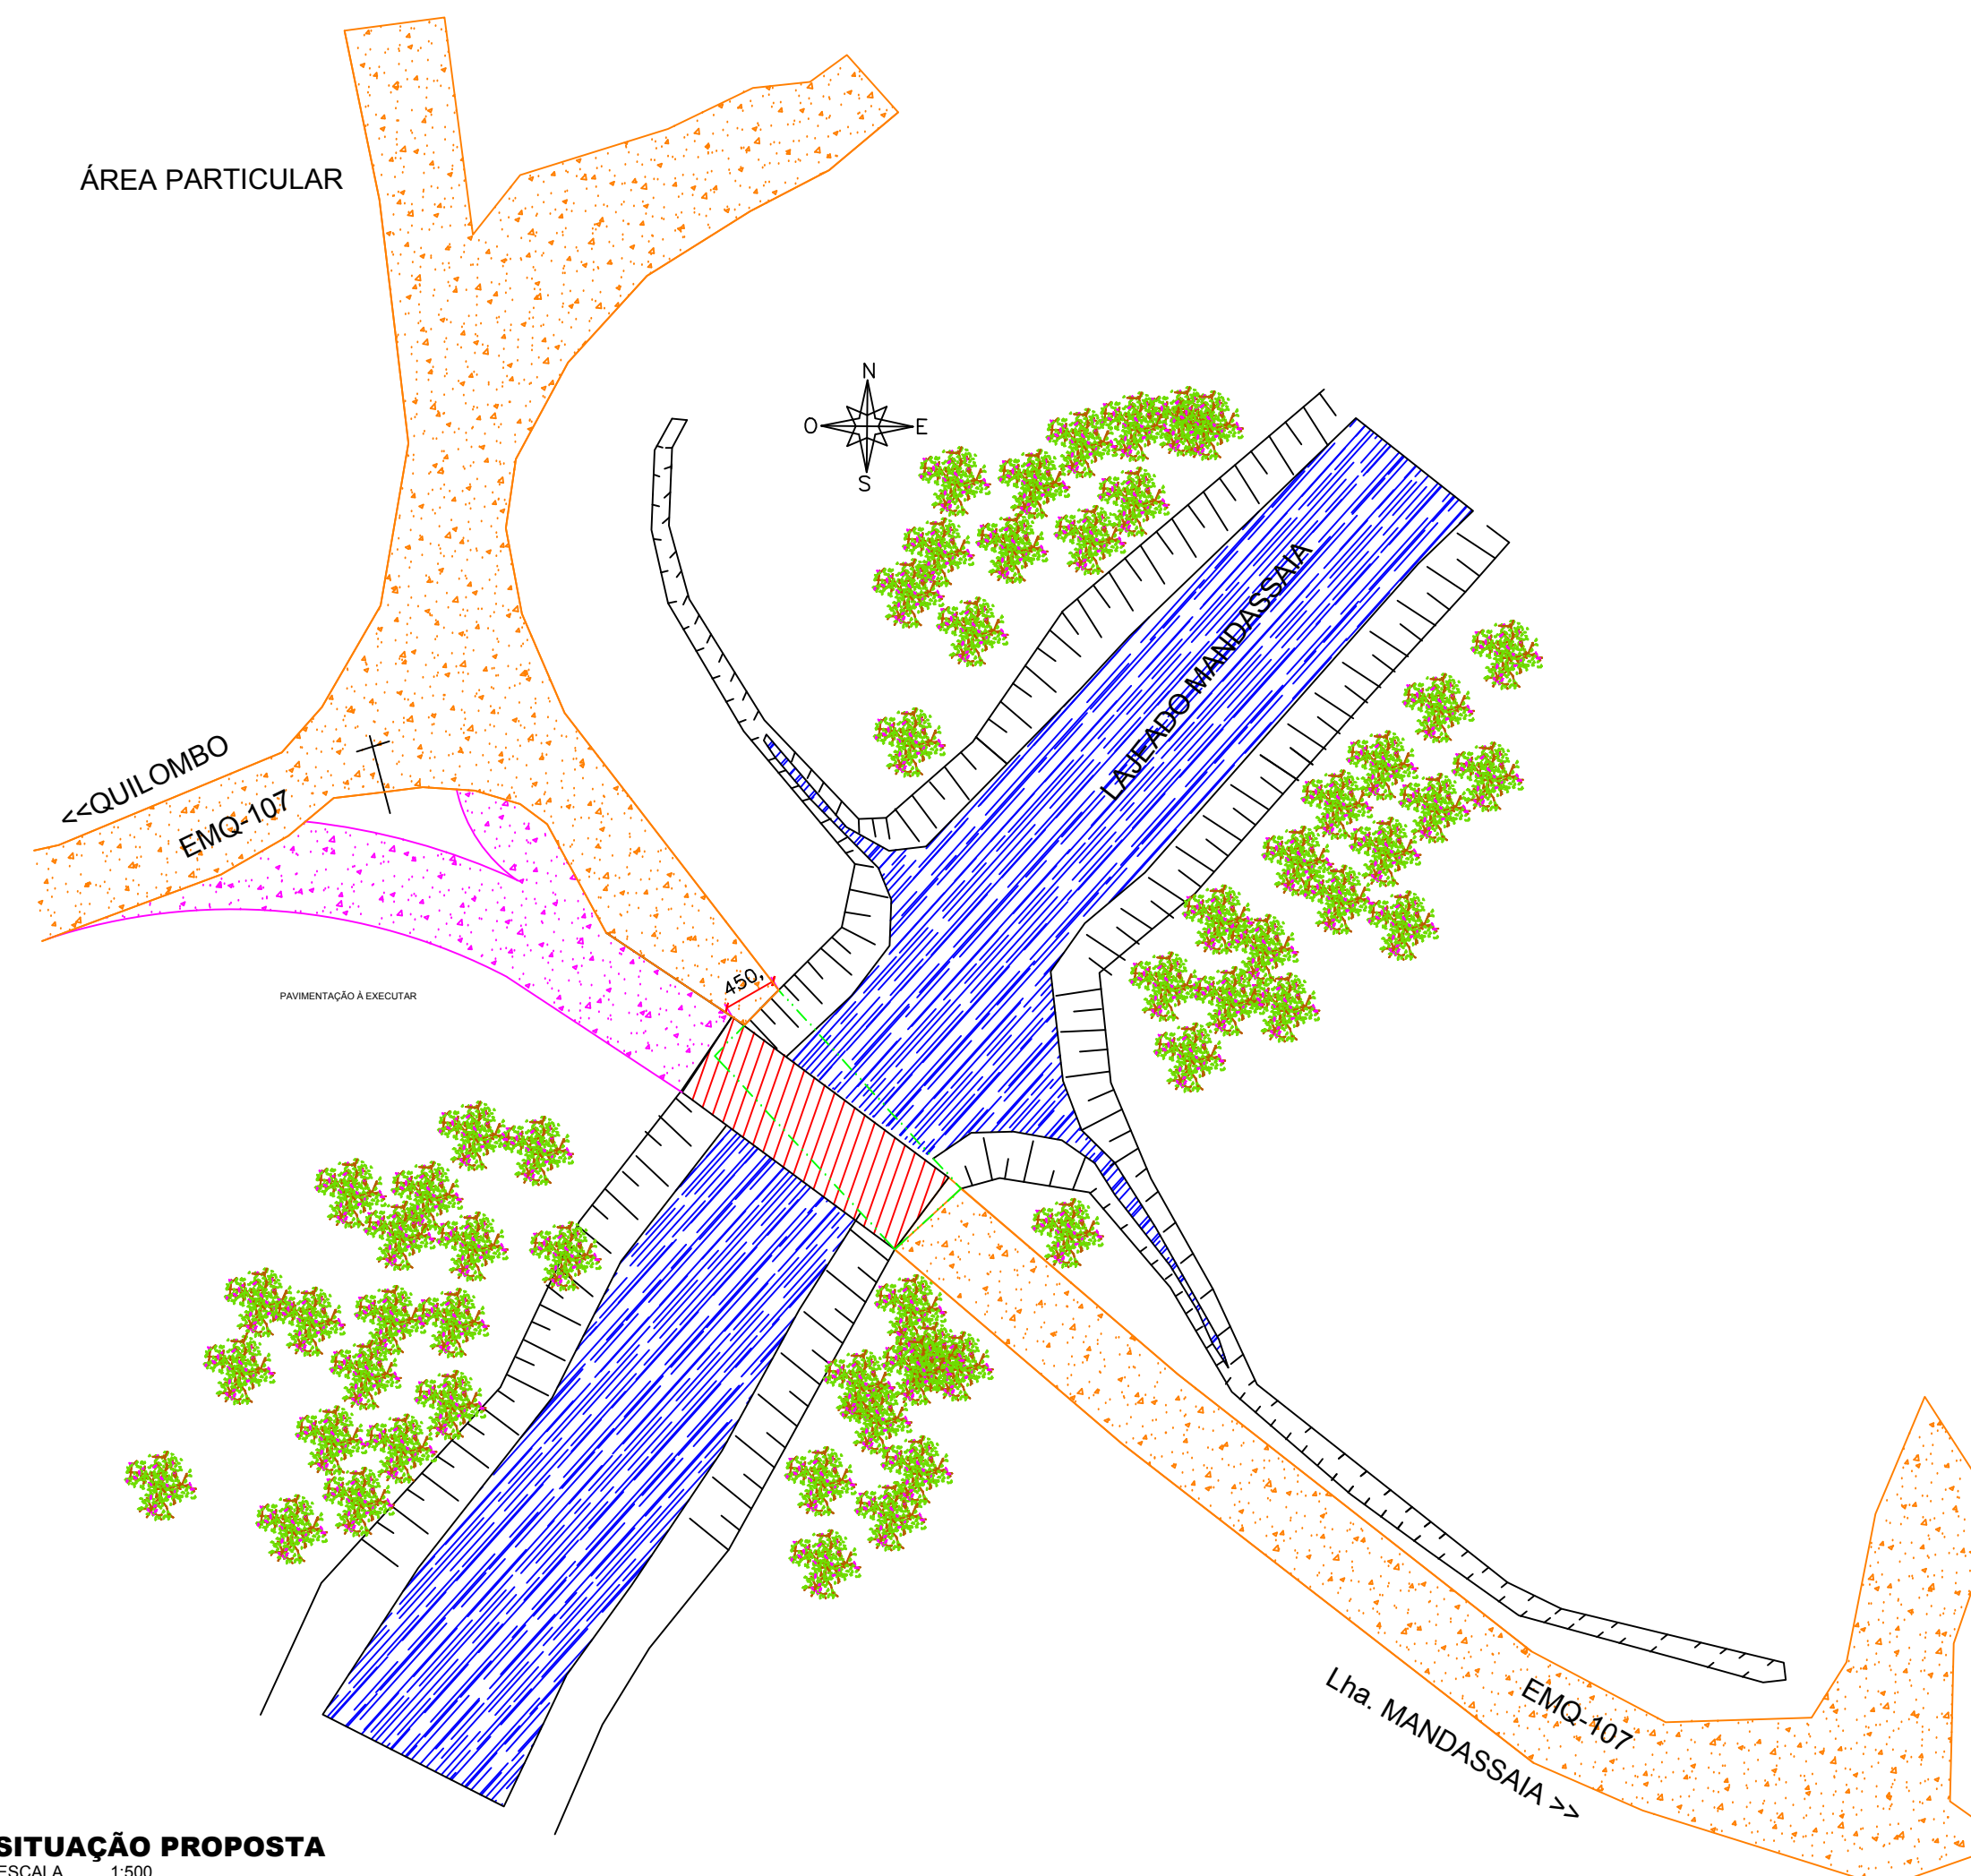 ÁREA PARTICULAR
N
O
E
S
LAJEADO MANDASSAIA
<<QUILOMBO
EMQ-107
450,
PAVIMENTAÇÃO À EXECUTAR
EMQ-107
Lha. MANDASSAIA >>
SITUAÇÃO PROPOSTA
ESCALA 1:500